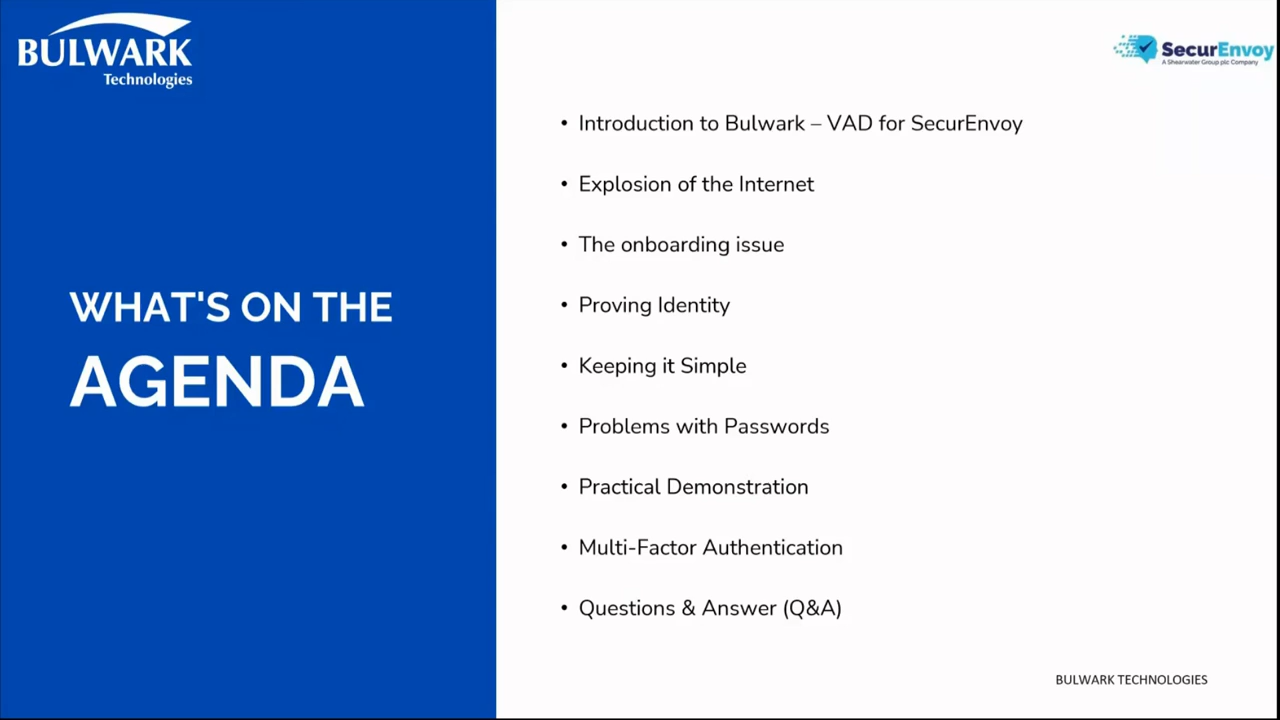 BULWARK
Technologies
SecurEnvoy
A Shearwater Group plc Company
WHAT'S ON THE
AGENDA
• Introduction to Bulwark – VAD for SecurEnvoy
• Explosion of the Internet
• The onboarding issue
• Proving Identity
• Keeping it Simple
• Problems with Passwords
• Practical Demonstration
• Multi-Factor Authentication
• Questions & Answer (Q&A)
BULWARK TECHNOLOGIES